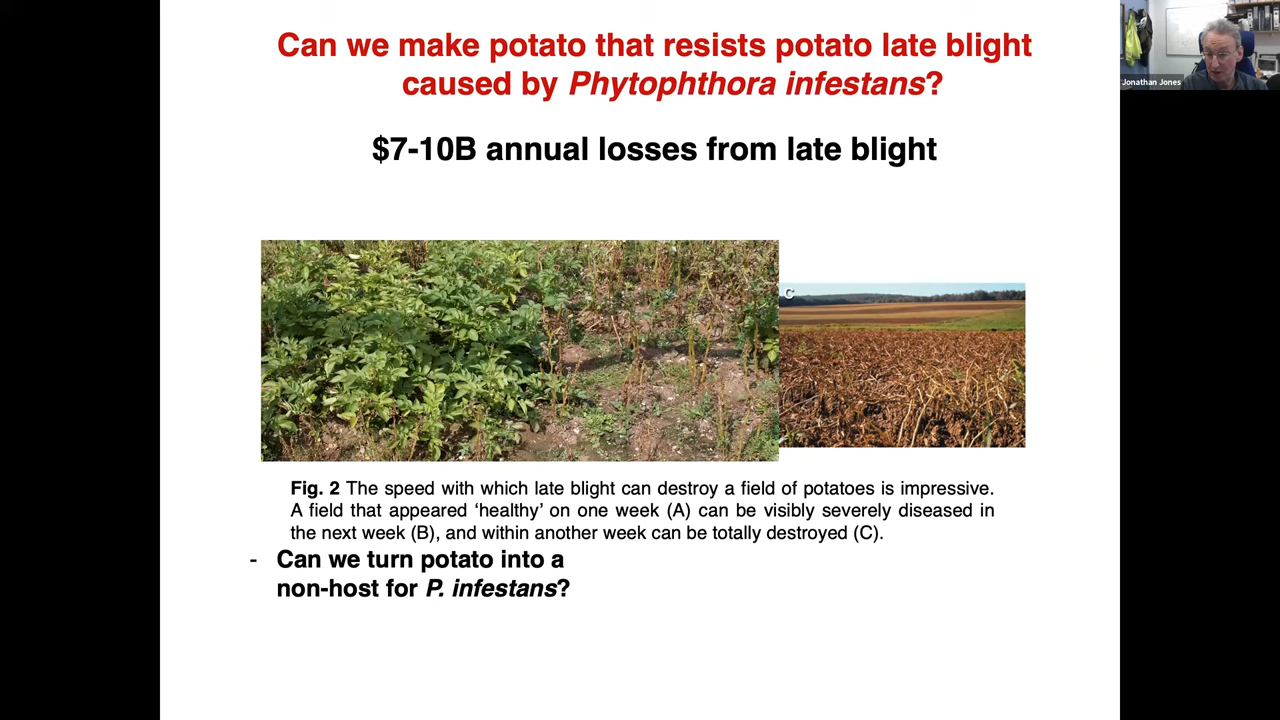 Can we make potato that resists potato late blight
caused by Phytophthora infestans?
$7-10B annual losses from late blight
C
Fig. 2 The speed with which late blight can destroy a field of potatoes is impressive.
A field that appeared ‘healthy’ on one week (A) can be visibly severely diseased in
the next week (B), and within another week can be totally destroyed (C).
- Can we turn potato into a
non-host for P. infestans?
Jonathan Jones